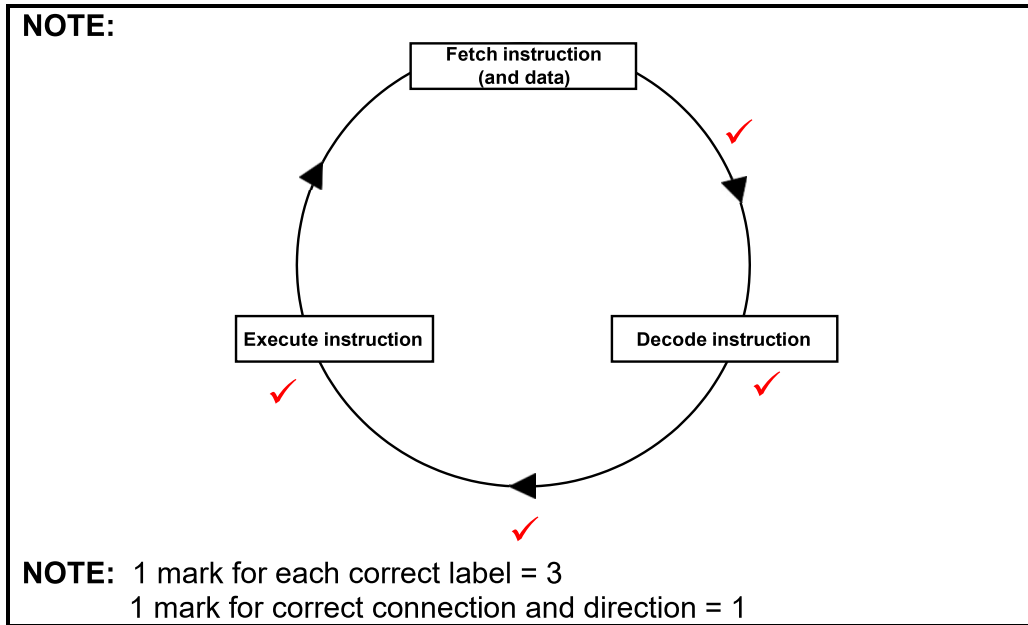 NOTE:
Fetch instruction
(and data)
Execute instruction
Decode instruction
NOTE: 1 mark for each correct label = 3
1 mark for correct connection and direction = 1